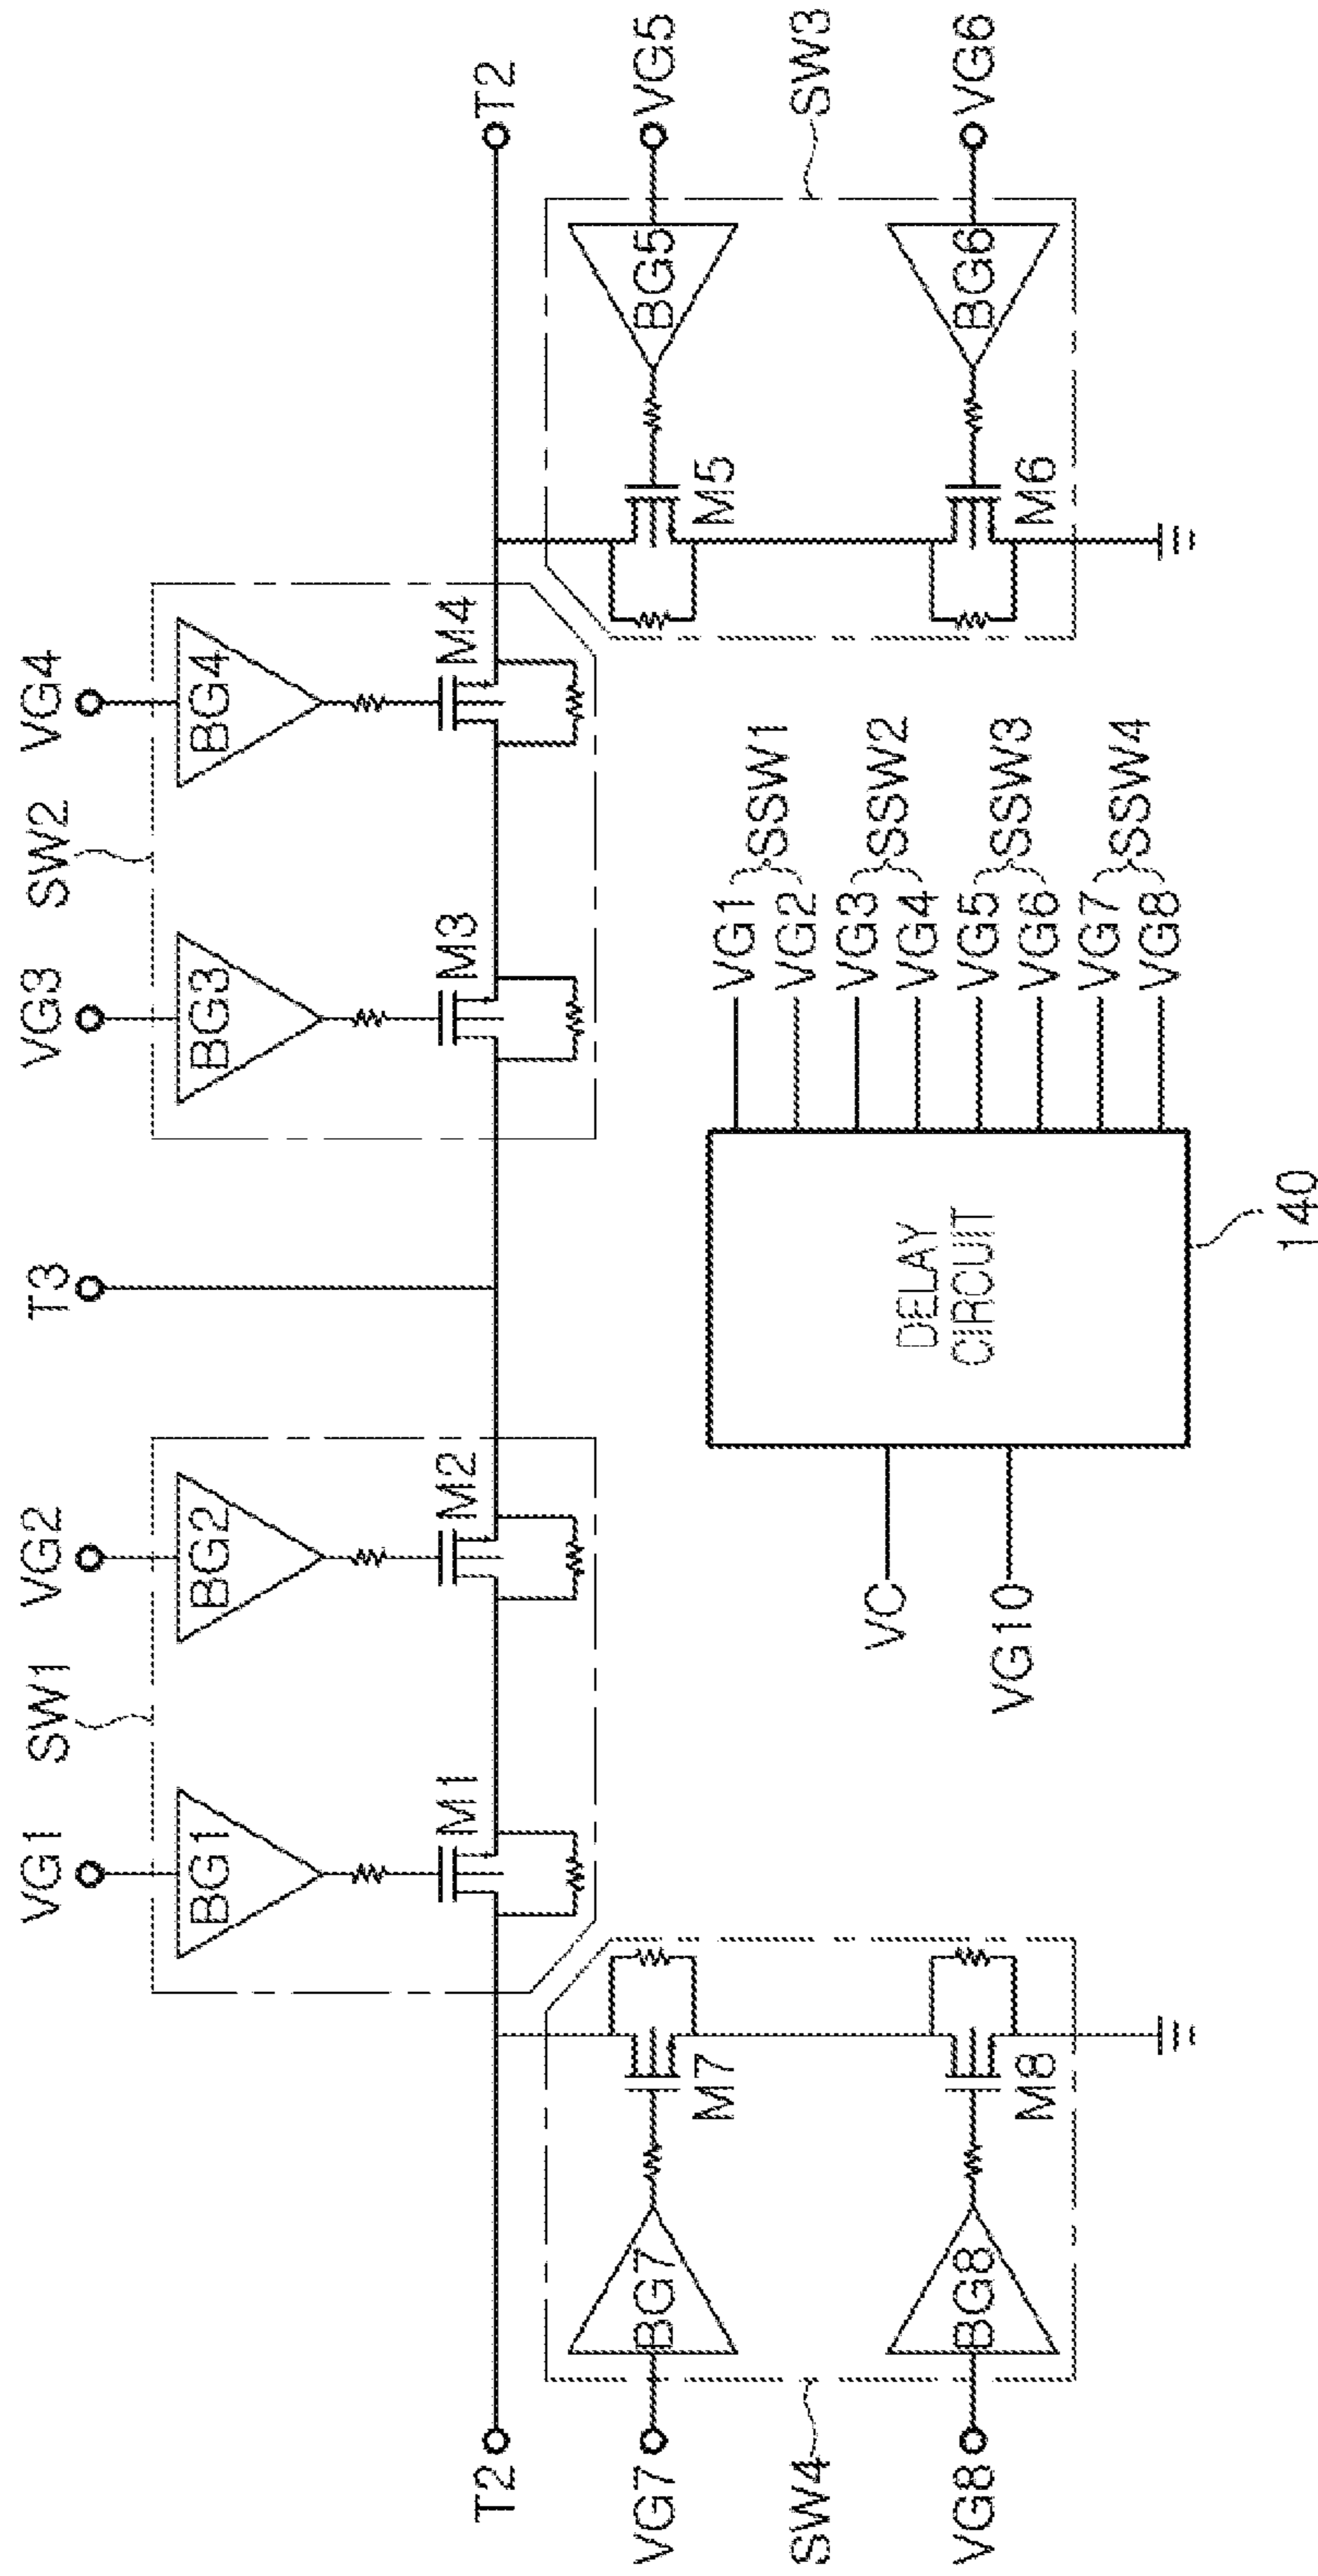 VG1
SW1
VG2
T3
VG3
SW2
VG4
BG1
BG2
BG3
BG4
M1
M2
M3
M4
T2
T2
VG7
BG7
M7
M5
BG5
VG5
SW4
SW3
VG8
BG8
M8
M6
BG6
VG6
VC
VG10
DELAY
CIRCUIT
140
VG1
VG2
SSW1
VG3
VG4
SSW2
VG5
VG6
SSW3
VG7
VG8
SSW4